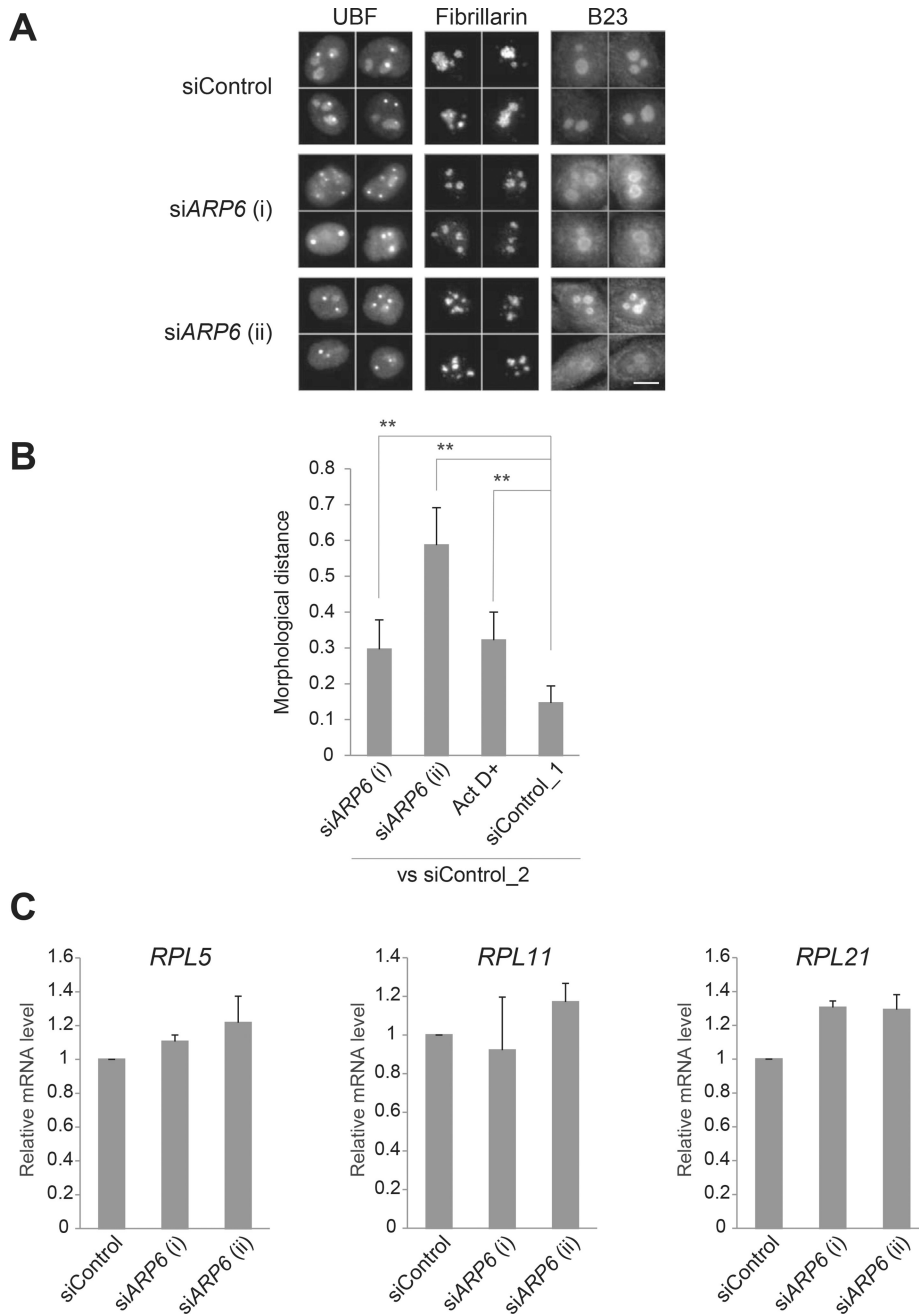 A
UBF Fibrillarin B23
siControl
siARP6 (i)
siARP6 (ii)
B
** 
**
**
Morphological distance
0.8
0.7
0.6
0.5
0.4
0.3
0.2
0.1
0
siARP6 (i) siARP6 (ii) Act D+ siControl_1
vs siControl_2
C
RPL5
Relative mRNA level
1.6
1.4
1.2
1
0.8
0.6
0.4
0.2
0
siControl siARP6 (i) siARP6 (ii)
RPL11
Relative mRNA level
1.4
1.2
1
0.8
0.6
0.4
0.2
0
siControl siARP6 (i) siARP6 (ii)
RPL21
Relative mRNA level
1.6
1.4
1.2
1
0.8
0.6
0.4
0.2
0
siControl siARP6 (i) siARP6 (ii)